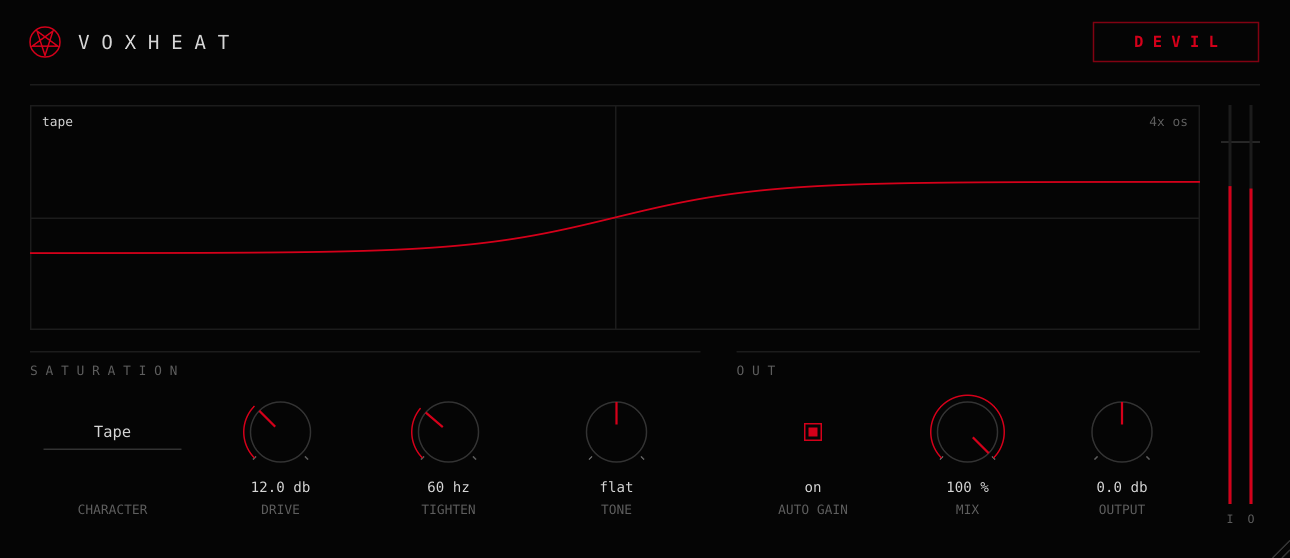 VOXHEAT
DEVIL
tape
4x os
SATURATION
OUT
Tape
12.0 db
60 hz
flat
on
100 %
0.0 db
CHARACTER
DRIVE
TIGHTEN
TONE
AUTO GAIN
MIX
OUTPUT
I O